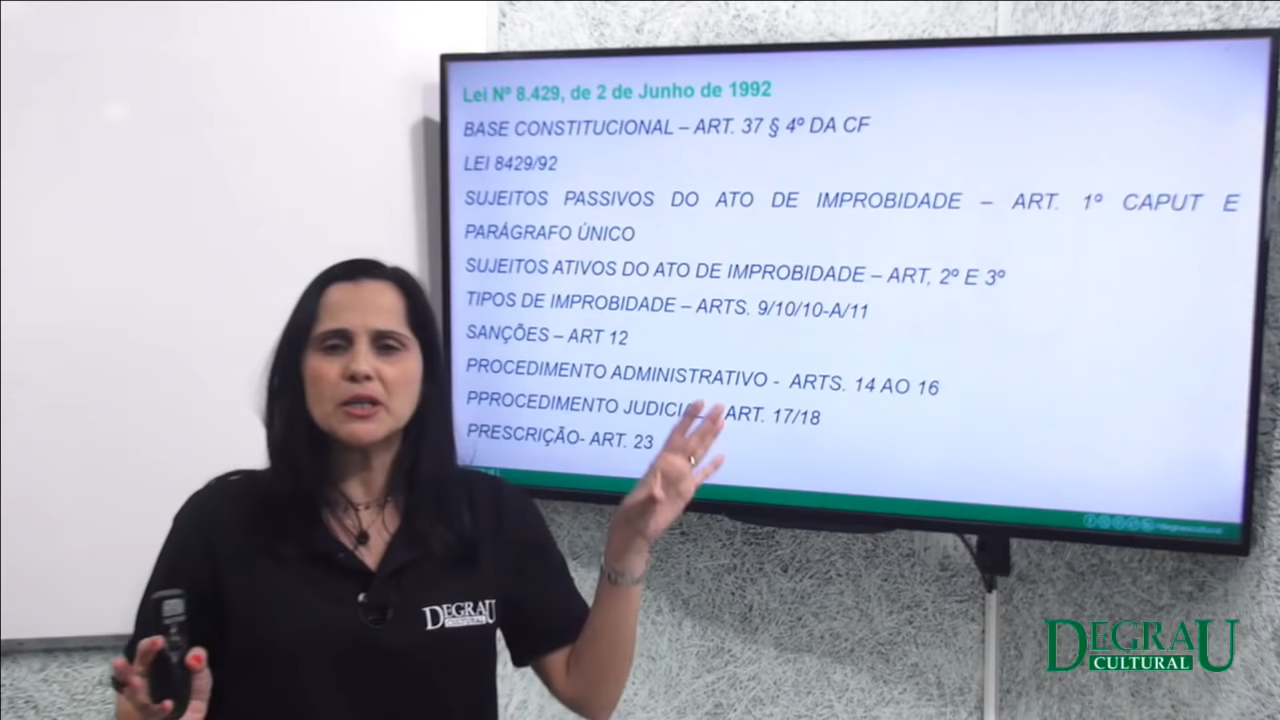 Lei Nº 8.429, de 2 de Junho de 1992
BASE CONSTITUCIONAL – ART. 37 § 4º DA CF
LEI 8429/92
SUJEITOS PASSIVOS DO ATO DE IMPROBIDADE – ART. 1º CAPUT E
PARÁGRAFO ÚNICO
SUJEITOS ATIVOS DO ATO DE IMPROBIDADE – ART, 2º E 3º
TIPOS DE IMPROBIDADE – ARTS. 9/10/10-A/11
SANÇÕES – ART 12
PROCEDIMENTO ADMINISTRATIVO - ARTS. 14 AO 16
PPROCEDIMENTO ART. 17/18
PRESCRIÇÃO- ART. 23
DEGRAU
CULTURAL
DEGRAU
CULTURAL